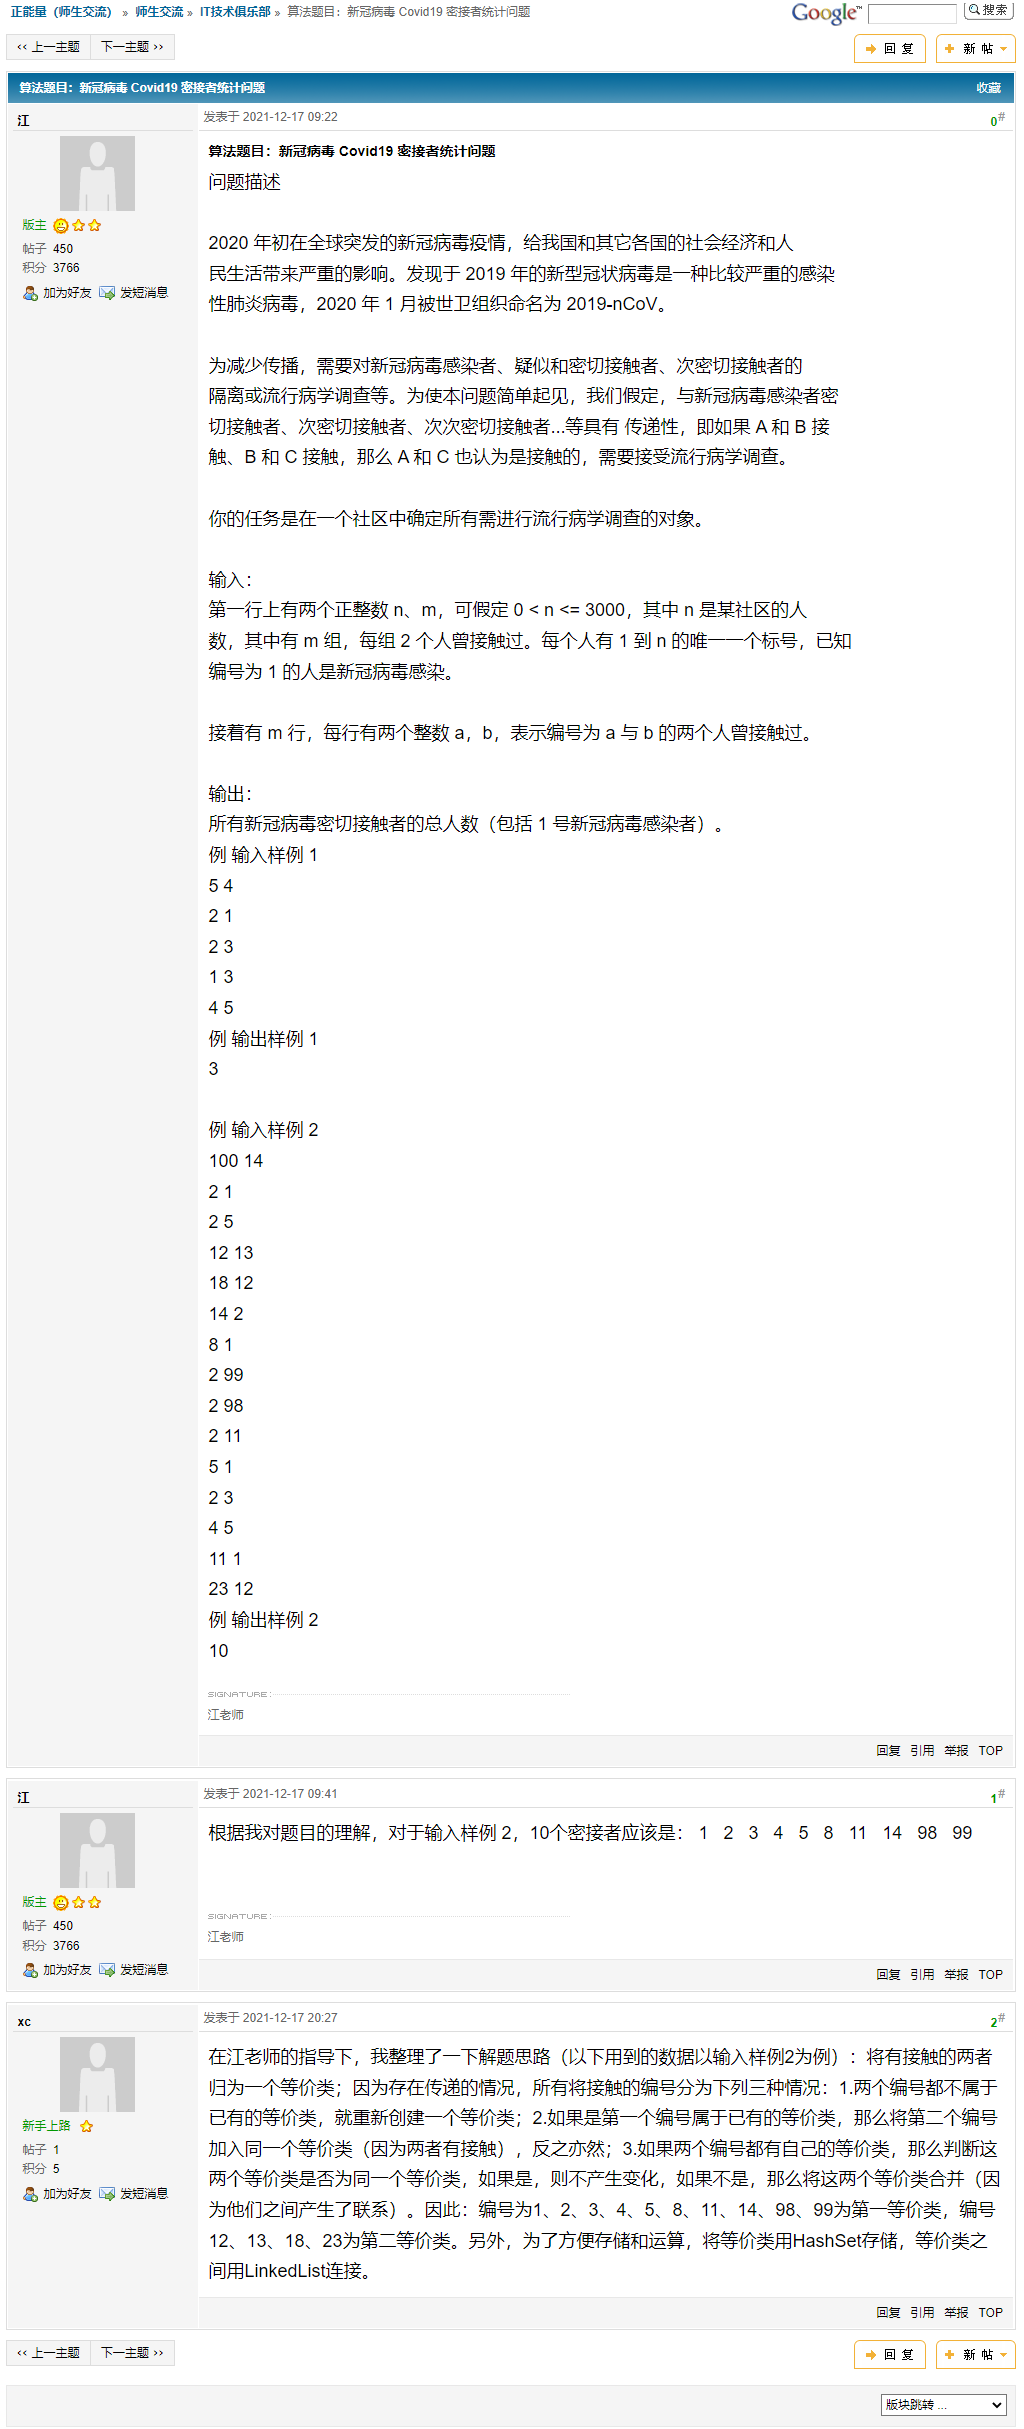 正能量（师生交流） » 师生交流 » IT技术俱乐部 » 算法题目：新冠病毒 Covid19 密接者统计问题
Google™ 搜索
‹‹ 上一主题 下一主题 ›› 回复 新帖
算法题目：新冠病毒 Covid19 密接者统计问题 收藏
江 发表于 2021-12-17 09:22 0#
版主
帖子 450
积分 3766
加为好友 发短消息
算法题目：新冠病毒 Covid19 密接者统计问题
问题描述
2020 年初在全球突发的新冠病毒疫情，给我国和其它各国的社会经济和人
民生活带来严重的影响。发现于 2019 年的新型冠状病毒是一种比较严重的感染
性肺炎病毒，2020 年 1 月被世卫组织命名为 2019-nCoV。
为减少传播，需要对新冠病毒感染者、疑似和密切接触者、次密切接触者的
隔离或流行病学调查等。为使本问题简单起见，我们假定，与新冠病毒感染者密
切接触者、次密切接触者、次次密切接触者...等具有 传递性，即如果 A 和 B 接
触、B 和 C 接触，那么 A 和 C 也认为是接触的，需要接受流行病学调查。
你的任务是在一个社区中确定所有需进行流行病学调查的对象。
输入：
第一行上有两个正整数 n、m，可假定 0 < n <= 3000，其中 n 是某社区的人
数，其中有 m 组，每组 2 个人曾接触过。每个人有 1 到 n 的唯一一个标号，已知
编号为 1 的人是新冠病毒感染。
接着有 m 行，每行有两个整数 a，b，表示编号为 a 与 b 的两个人曾接触过。
输出：
所有新冠病毒密切接触者的总人数（包括 1 号新冠病毒感染者）。
例 输入样例 1
5 4
2 1
2 3
1 3
4 5
例 输出样例 1
3
例 输入样例 2
100 14
2 1
2 5
12 13
18 12
14 2
8 1
2 99
2 98
2 11
5 1
2 3
4 5
11 1
23 12
例 输出样例 2
10
SIGNATURE:
江老师
回复 引用 举报 TOP
江 发表于 2021-12-17 09:41 1#
版主
帖子 450
积分 3766
加为好友 发短消息
根据我对题目的理解，对于输入样例 2，10个密接者应该是： 1 2 3 4 5 8 11 14 98 99
SIGNATURE:
江老师
回复 引用 举报 TOP
xc 发表于 2021-12-17 20:27 2#
新手上路
帖子 1
积分 5
加为好友 发短消息
在江老师的指导下，我整理了一下解题思路（以下用到的数据以输入样例2为例）：将有接触的两者
归为一个等价类；因为存在传递的情况，所有将接触的编号分为下列三种情况：1.两个编号都不属于
已有的等价类，就重新创建一个等价类；2.如果是第一个编号属于已有的等价类，那么将第二个编号
加入同一个等价类（因为两者有接触），反之亦然；3.如果两个编号都有自己的等价类，那么判断这
两个等价类是否为同一个等价类，如果是，则不产生变化，如果不是，那么将这两个等价类合并（因
为他们之间产生了联系）。因此：编号为1、2、3、4、5、8、11、14、98、99为第一等价类，编号
12、13、18、23为第二等价类。另外，为了方便存储和运算，将等价类用HashSet存储，等价类之
间用LinkedList连接。
回复 引用 举报 TOP
‹‹ 上一主题 下一主题 ›› 回复 新帖
版块跳转 ...